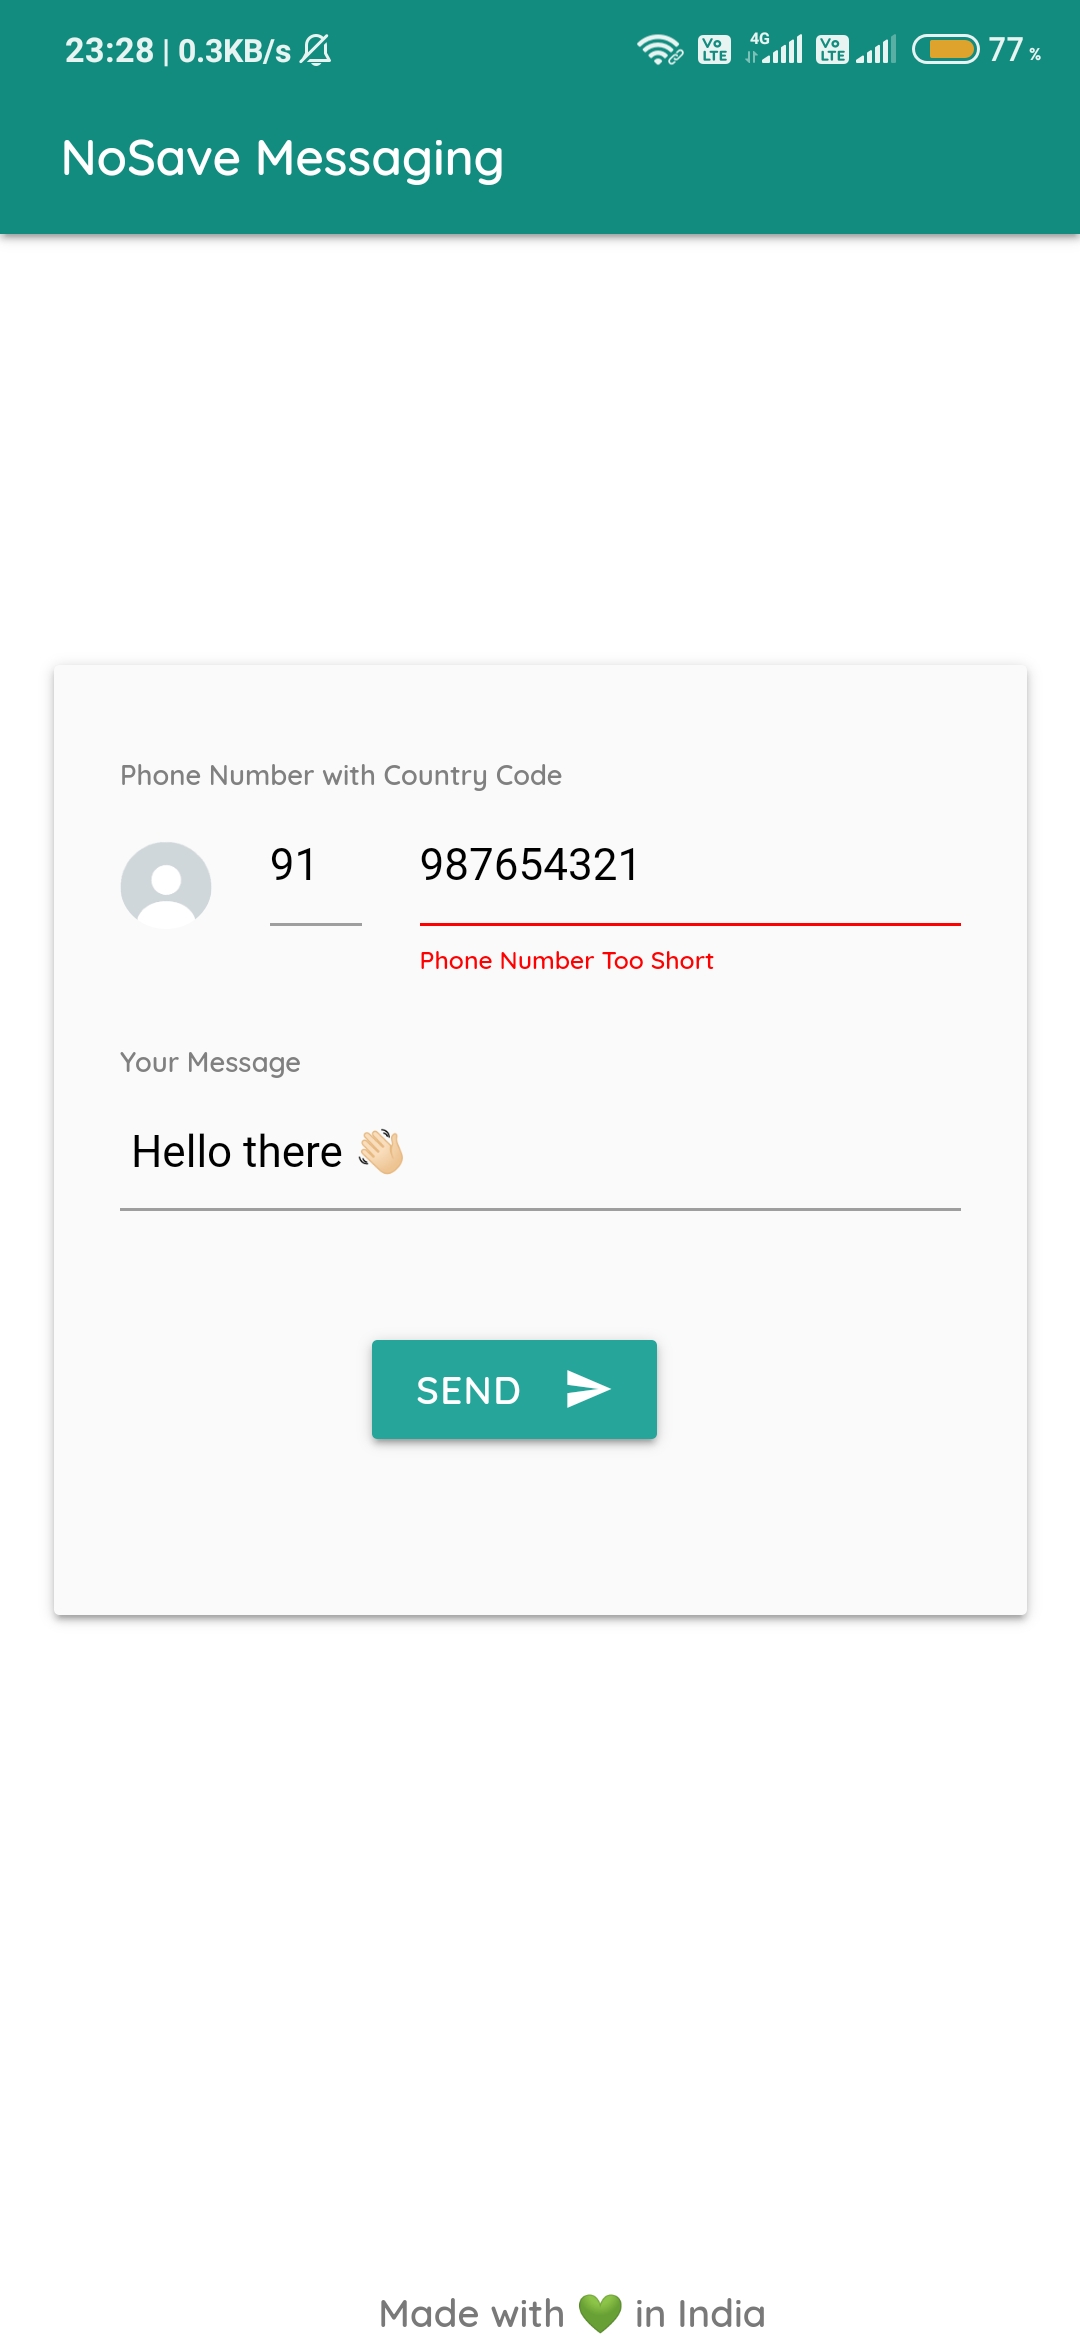 23:28 | 0.3KB/s Vo LTE 4G Vo LTE 77 %
NoSave Messaging
Phone Number with Country Code
91 987654321
Phone Number Too Short
Your Message
Hello there 👋🏻
SEND
Made with 💚 in India